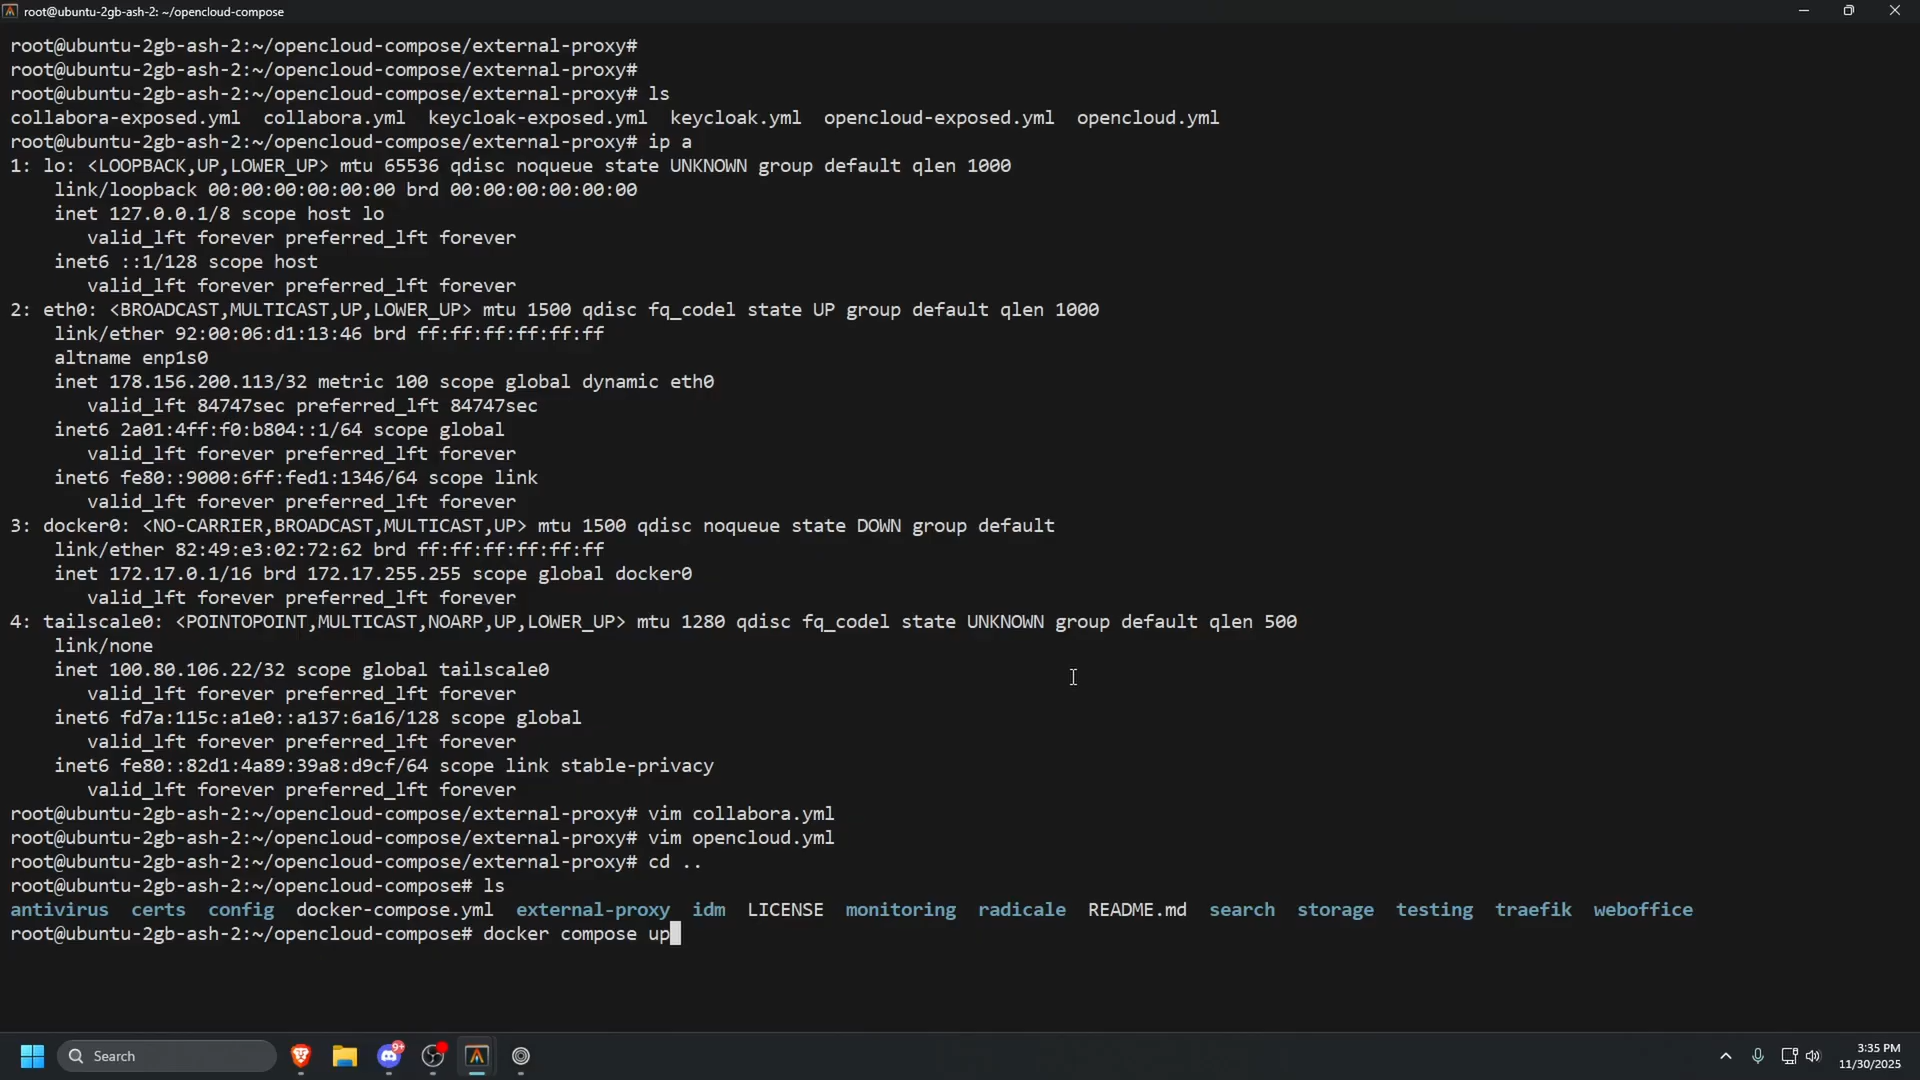 root@ubuntu-2gb-ash-2: ~/opencloud-compose
root@ubuntu-2gb-ash-2:~/opencloud-compose/external-proxy#
root@ubuntu-2gb-ash-2:~/opencloud-compose/external-proxy#
root@ubuntu-2gb-ash-2:~/opencloud-compose/external-proxy# ls
collabora-exposed.yml  collabora.yml  keycloak-exposed.yml  keycloak.yml  opencloud-exposed.yml  opencloud.yml
root@ubuntu-2gb-ash-2:~/opencloud-compose/external-proxy# ip a
1: lo: <LOOPBACK,UP,LOWER_UP> mtu 65536 qdisc noqueue state UNKNOWN group default qlen 1000
    link/loopback 00:00:00:00:00:00 brd 00:00:00:00:00:00
    inet 127.0.0.1/8 scope host lo
       valid_lft forever preferred_lft forever
    inet6 ::1/128 scope host
       valid_lft forever preferred_lft forever
2: eth0: <BROADCAST,MULTICAST,UP,LOWER_UP> mtu 1500 qdisc fq_codel state UP group default qlen 1000
    link/ether 92:00:06:d1:13:46 brd ff:ff:ff:ff:ff:ff
    altname enp1s0
    inet 178.156.200.113/32 metric 100 scope global dynamic eth0
       valid_lft 84747sec preferred_lft 84747sec
    inet6 2a01:4ff:f0:b804::1/64 scope global
       valid_lft forever preferred_lft forever
    inet6 fe80::9000:6ff:fed1:1346/64 scope link
       valid_lft forever preferred_lft forever
3: docker0: <NO-CARRIER,BROADCAST,MULTICAST,UP> mtu 1500 qdisc noqueue state DOWN group default
    link/ether 82:49:e3:02:72:62 brd ff:ff:ff:ff:ff:ff
    inet 172.17.0.1/16 brd 172.17.255.255 scope global docker0
       valid_lft forever preferred_lft forever
4: tailscale0: <POINTOPOINT,MULTICAST,NOARP,UP,LOWER_UP> mtu 1280 qdisc fq_codel state UNKNOWN group default qlen 500
    link/none
    inet 100.80.106.22/32 scope global tailscale0
       valid_lft forever preferred_lft forever
    inet6 fd7a:115c:a1e0::a137:6a16/128 scope global
       valid_lft forever preferred_lft forever
    inet6 fe80::82d1:4a89:39a8:d9cf/64 scope link stable-privacy
       valid_lft forever preferred_lft forever
root@ubuntu-2gb-ash-2:~/opencloud-compose/external-proxy# vim collabora.yml
root@ubuntu-2gb-ash-2:~/opencloud-compose/external-proxy# vim opencloud.yml
root@ubuntu-2gb-ash-2:~/opencloud-compose/external-proxy# cd ..
root@ubuntu-2gb-ash-2:~/opencloud-compose# ls
antivirus  certs  config  docker-compose.yml  external-proxy  idm  LICENSE  monitoring  radicale  README.md  search  storage  testing  traefik  weboffice
root@ubuntu-2gb-ash-2:~/opencloud-compose# docker compose up
Search
9+
3:35 PM
11/30/2025